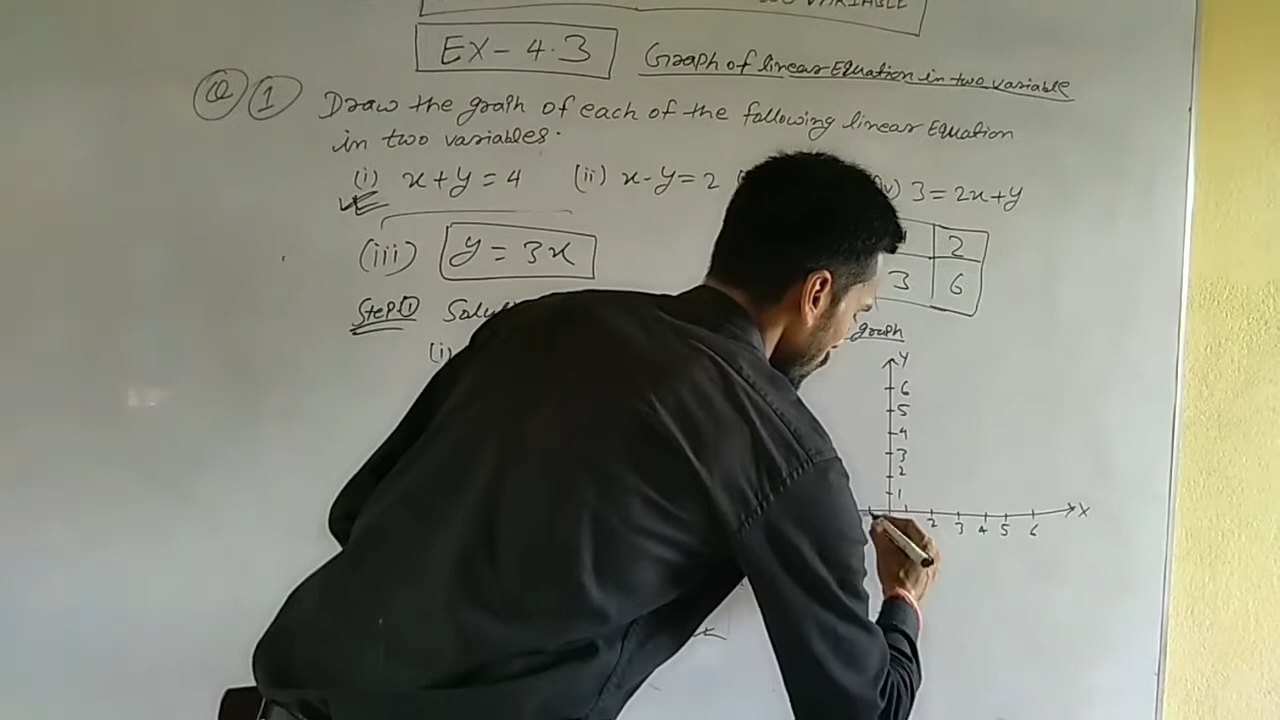 VARIABLE
EX- 4.3 Graph of linear Equation in two variable
Q 1 Draw the graph of each of the following linear Equation
in two variables.
(i) x+y=4 (ii) x-y=2 3=2x+y
(iii) y = 3x
2
3 6
Step 1
graph
(i)
Y
6
5
4
3
2
1
2 3 4 5 6 X